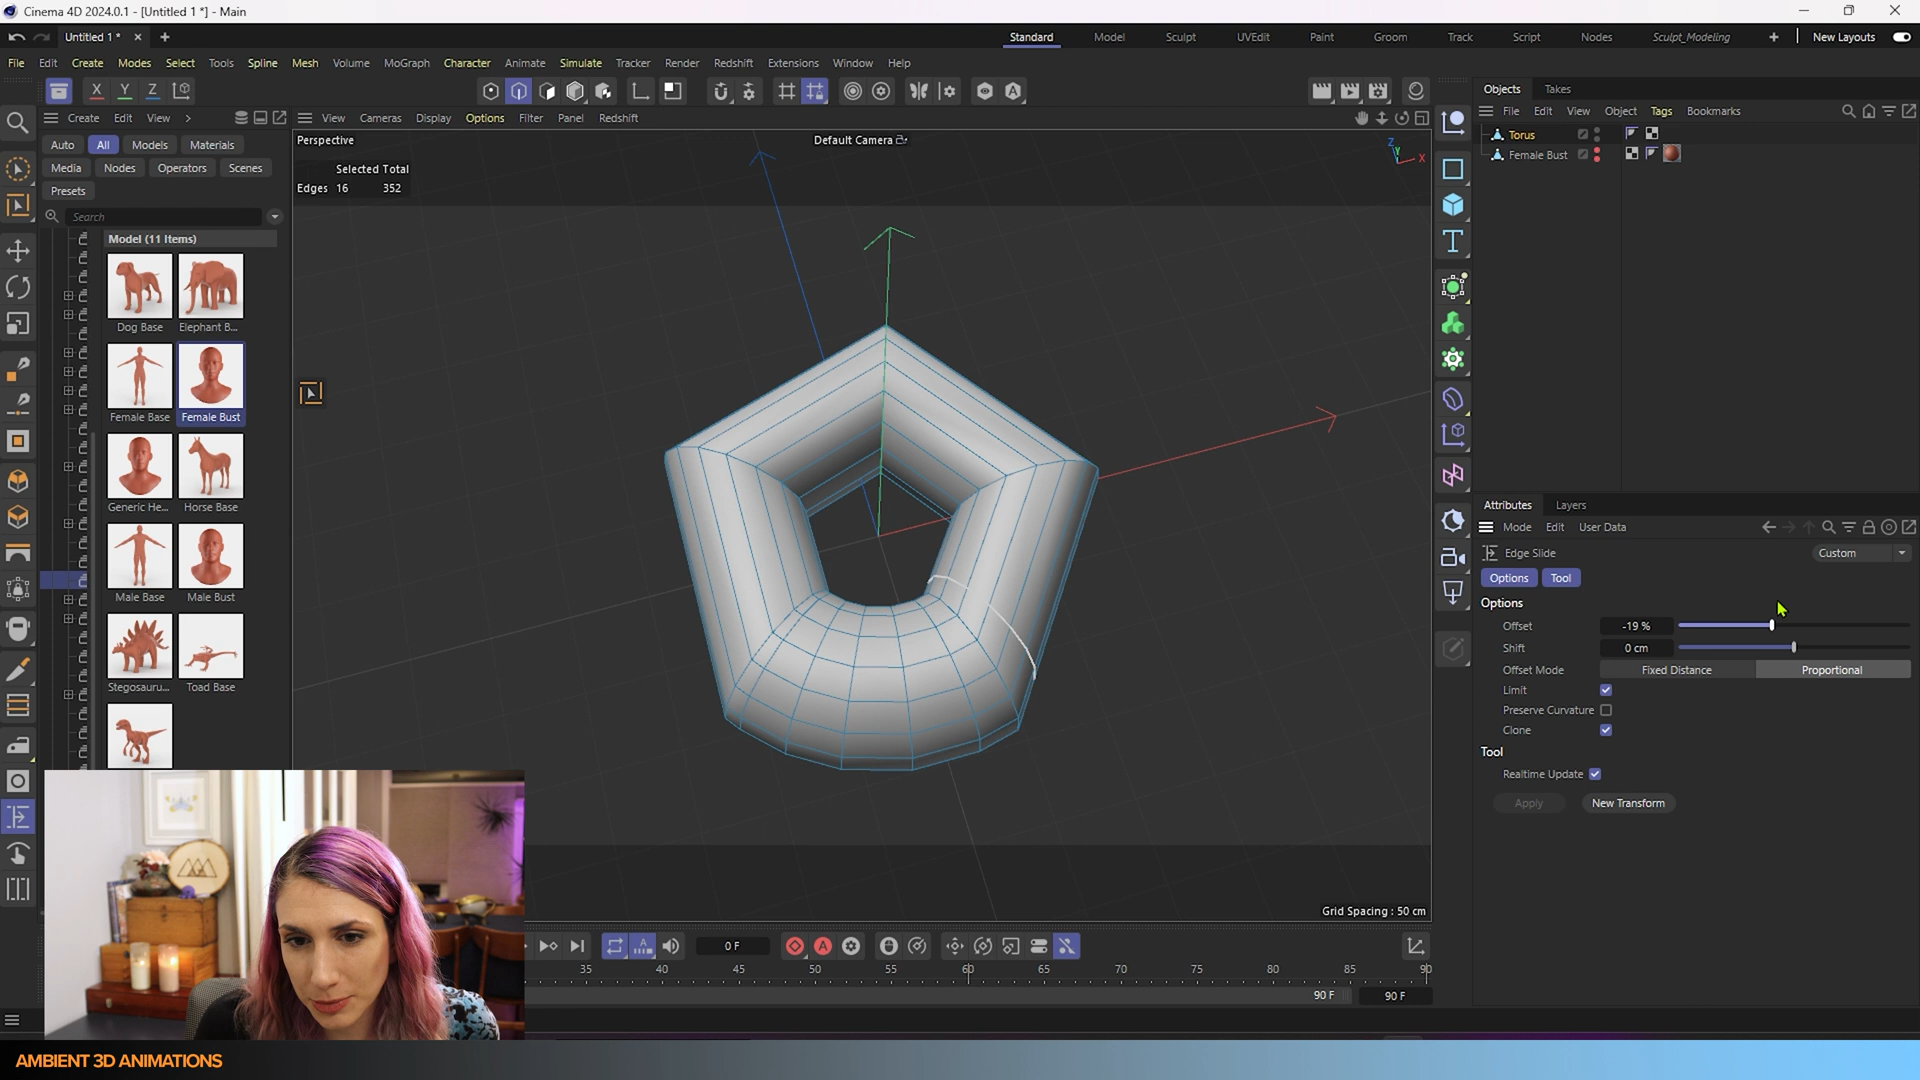 Cinema 4D 2024.0.1 - [Untitled 1 *] - Main
Untitled 1 *
Standard Model Sculpt UVEdit Paint Groom Track Script Nodes Sculpt_Modeling New Layouts
File Edit Create Modes Select Tools Spline Mesh Volume MoGraph Character Animate Simulate Tracker Render Redshift Extensions Window Help
X Y Z
Create Edit View
Auto All Models Materials
Media Nodes Operators Scenes
Presets
Search
Model (11 Items)
Dog Base Elephant B...
Female Base Female Bust
Generic He... Horse Base
Male Base Male Bust
Stegosauru... Toad Base
View Cameras Display Options Filter Panel Redshift
Perspective
Default Camera
Selected Total
Edges 16 352
Z Y X
Grid Spacing : 50 cm
0 F
35 40 45 50 55 60 65 70 75 80 85 90
90 F 90 F
Objects Takes
File Edit View Object Tags Bookmarks
Torus
Female Bust
Attributes Layers
Mode Edit User Data
Edge Slide
Custom
Options Tool
Options
Offset -19 %
Shift 0 cm
Offset Mode Fixed Distance Proportional
Limit
Preserve Curvature
Clone
Tool
Realtime Update
Apply New Transform
AMBIENT 3D ANIMATIONS